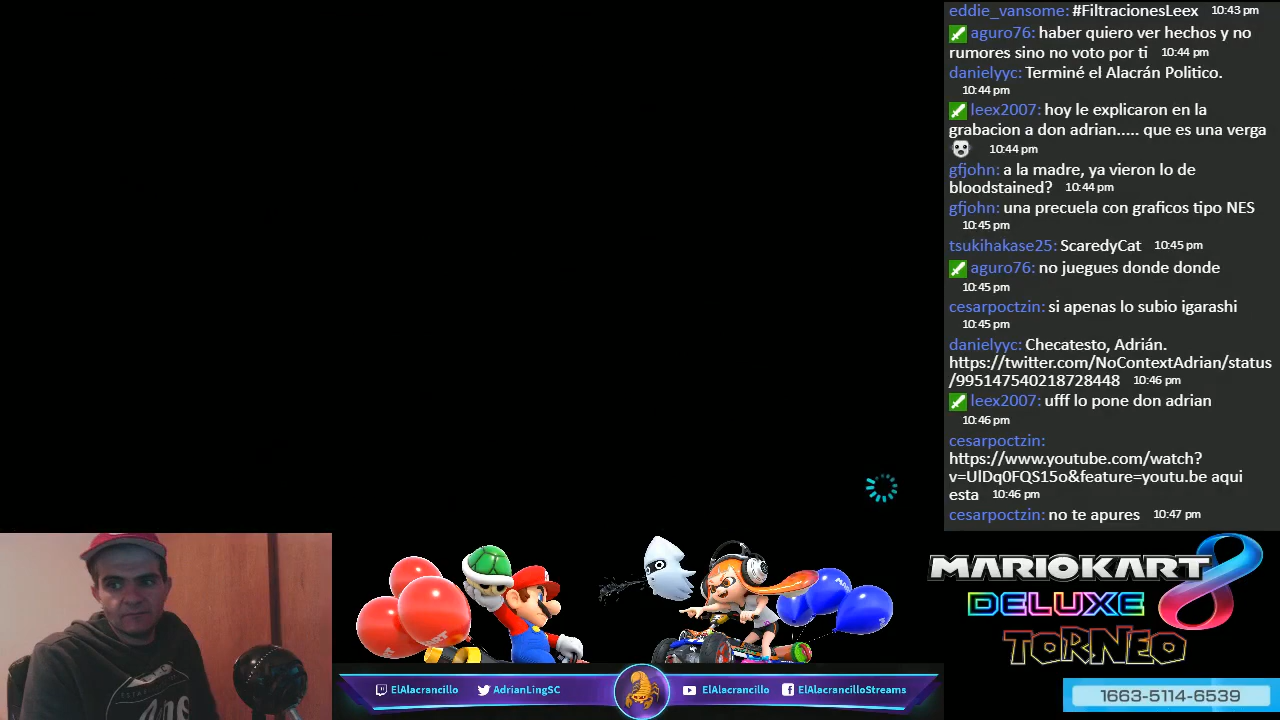 eddie_vansome: #FiltracionesLeex 10:43 pm
aguro76: haber quiero ver hechos y no
rumores sino no voto por ti 10:44 pm
danielyyc: Terminé el Alacrán Politico.
10:44 pm
leex2007: hoy le explicaron en la
grabacion a don adrian..... que es una verga
10:44 pm
gfjohn: a la madre, ya vieron lo de
bloodstained? 10:44 pm
gfjohn: una precuela con graficos tipo NES
10:45 pm
tsukihakase25: ScaredyCat 10:45 pm
aguro76: no juegues donde donde
10:45 pm
cesarpoctzin: si apenas lo subio igarashi
10:45 pm
danielyyc: Checatesto, Adrián.
https://twitter.com/NoContextAdrian/status
/995147540218728448 10:46 pm
leex2007: ufff lo pone don adrian
10:46 pm
cesarpoctzin:
https://www.youtube.com/watch?
v=UlDq0FQS15o&feature=youtu.be aqui
esta 10:46 pm
cesarpoctzin: no te apures 10:47 pm
MARIOKART 8
DELUXE
TORNEO
1663-5114-6539
ElAlacrancillo AdrianLingSC ElAlacrancillo ElAlacrancilloStreams